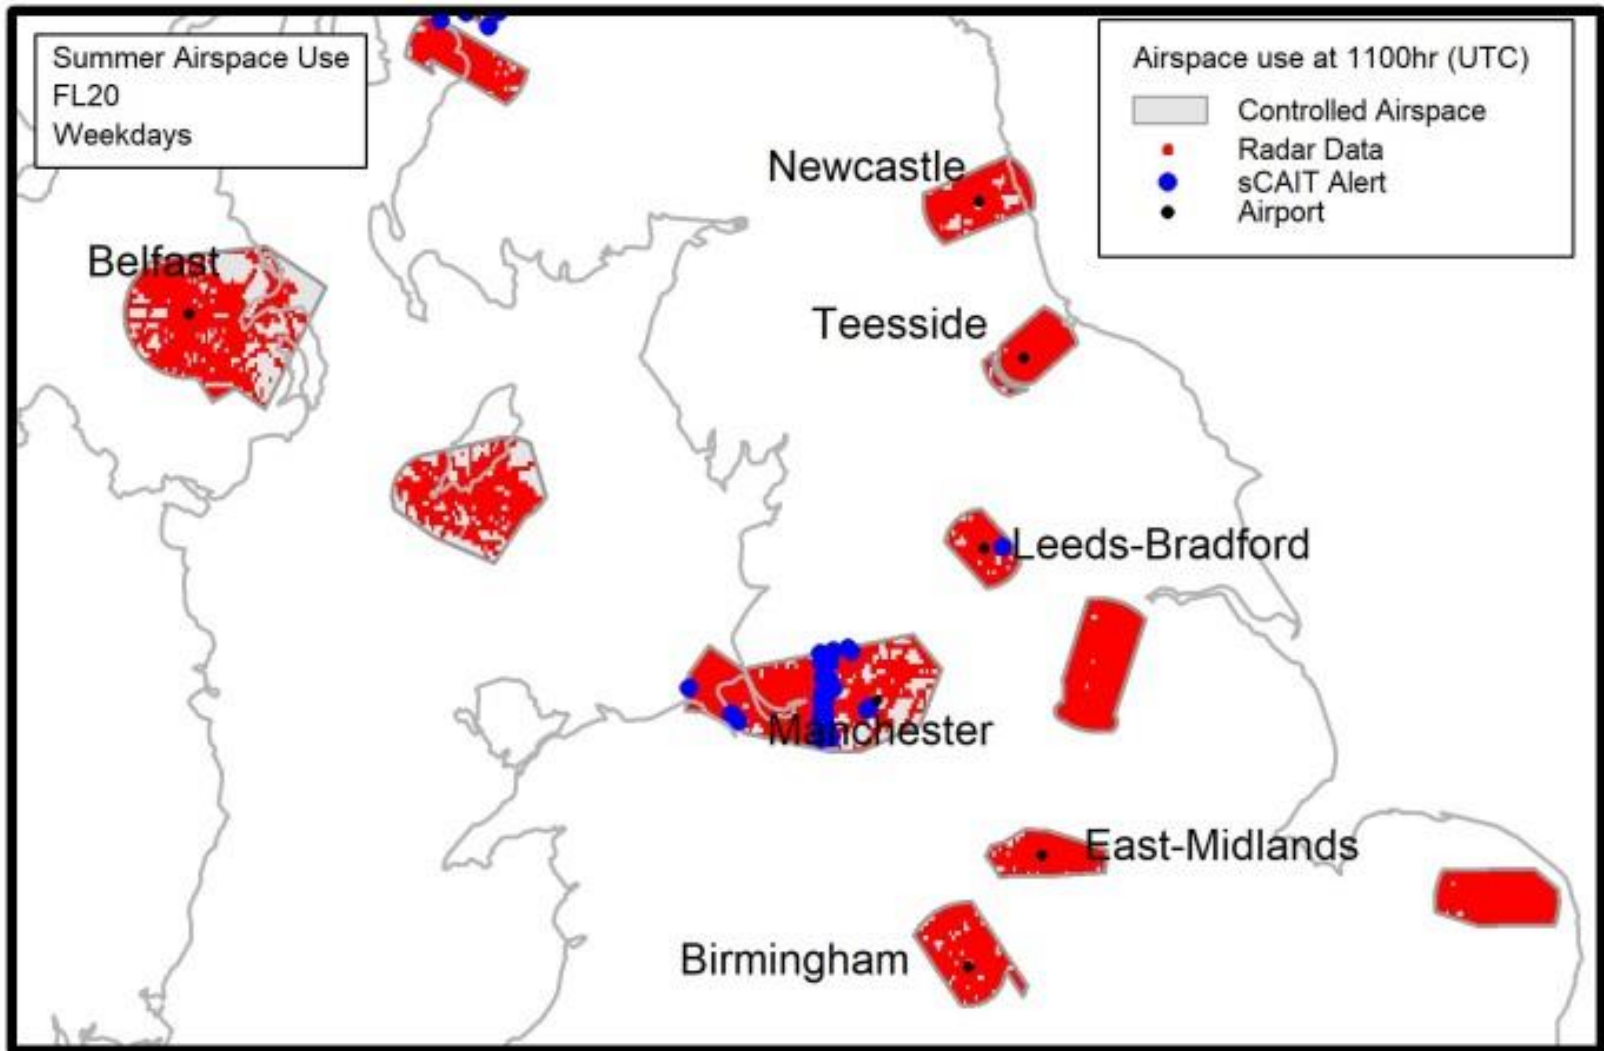 Summer Airspace Use
FL20
Weekdays
Airspace use at 1100hr (UTC)
Controlled Airspace
Radar Data
sCAIT Alert
Airport
Newcastle
Belfast
Teesside
Leeds-Bradford
Manchester
East-Midlands
Birmingham